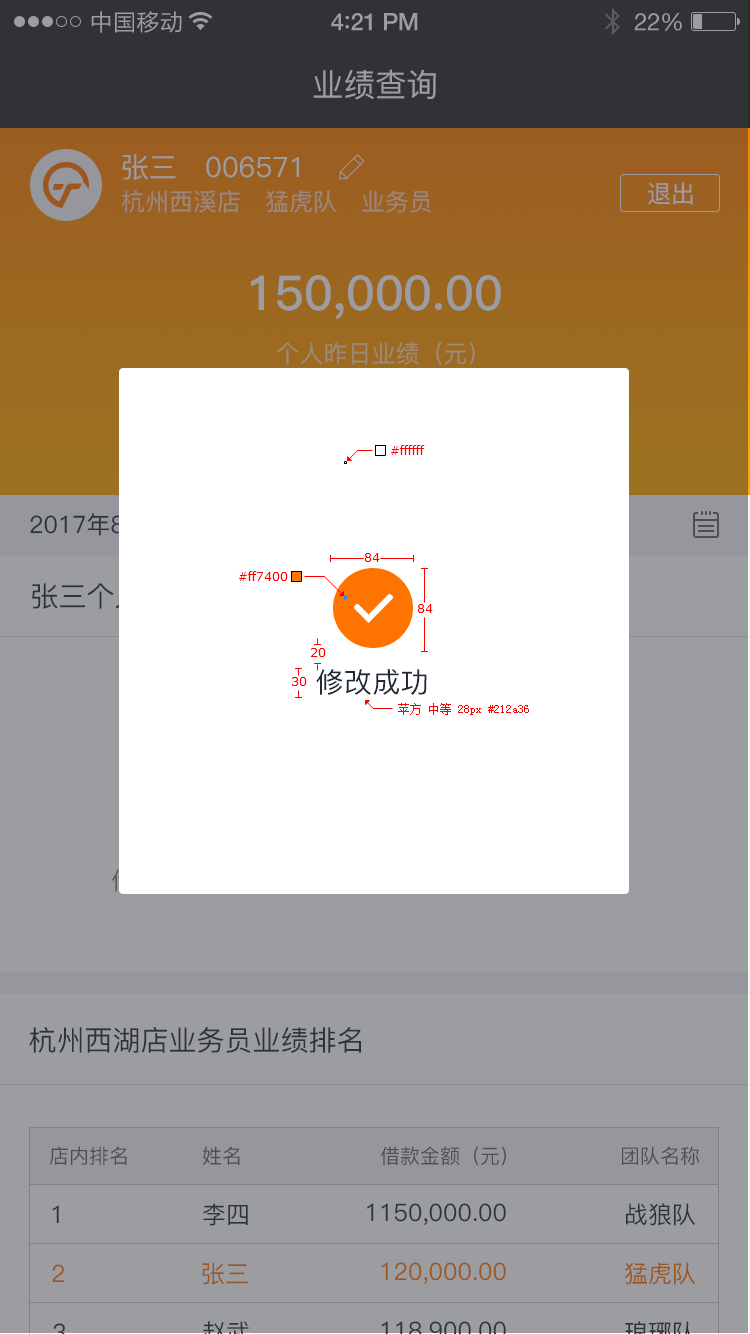 中国移动 4:21 PM 22%
业绩查询
张三 006571
杭州西溪店 猛虎队 业务员
退出
150,000.00
个人昨日业绩（元）
#ffffff
2017年8
84
#ff7400
张三个
84
20
30 修改成功
苹方 中等 28px #212a36
杭州西湖店业务员业绩排名
店内排名 姓名 借款金额（元） 团队名称
1 李四 1150,000.00 战狼队
2 张三 120,000.00 猛虎队
3 赵武 118,900.00 琅琊队